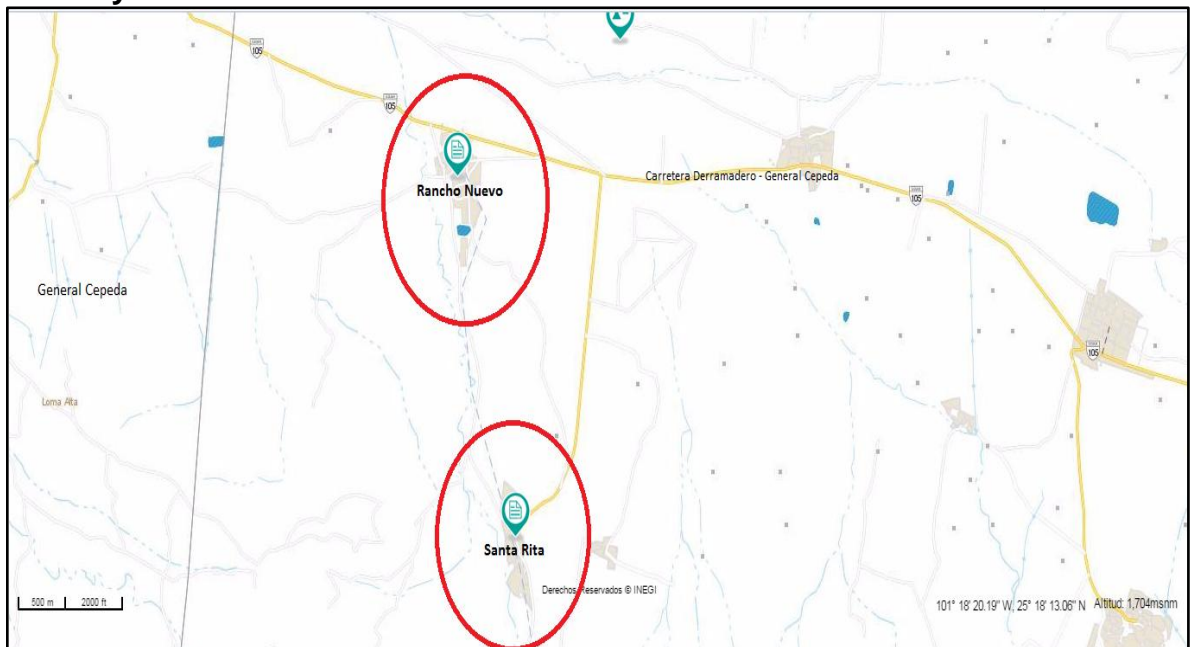 105
105
Rancho Nuevo
Carretera Derramadero - General Cepeda
105
General Cepeda
105
Loma Alta
Santa Rita
Derechos Reservados © INEGI
500 m 2000 ft
101° 18' 20.19" W, 25° 18' 13.06" N Altitud: 1,704msnm